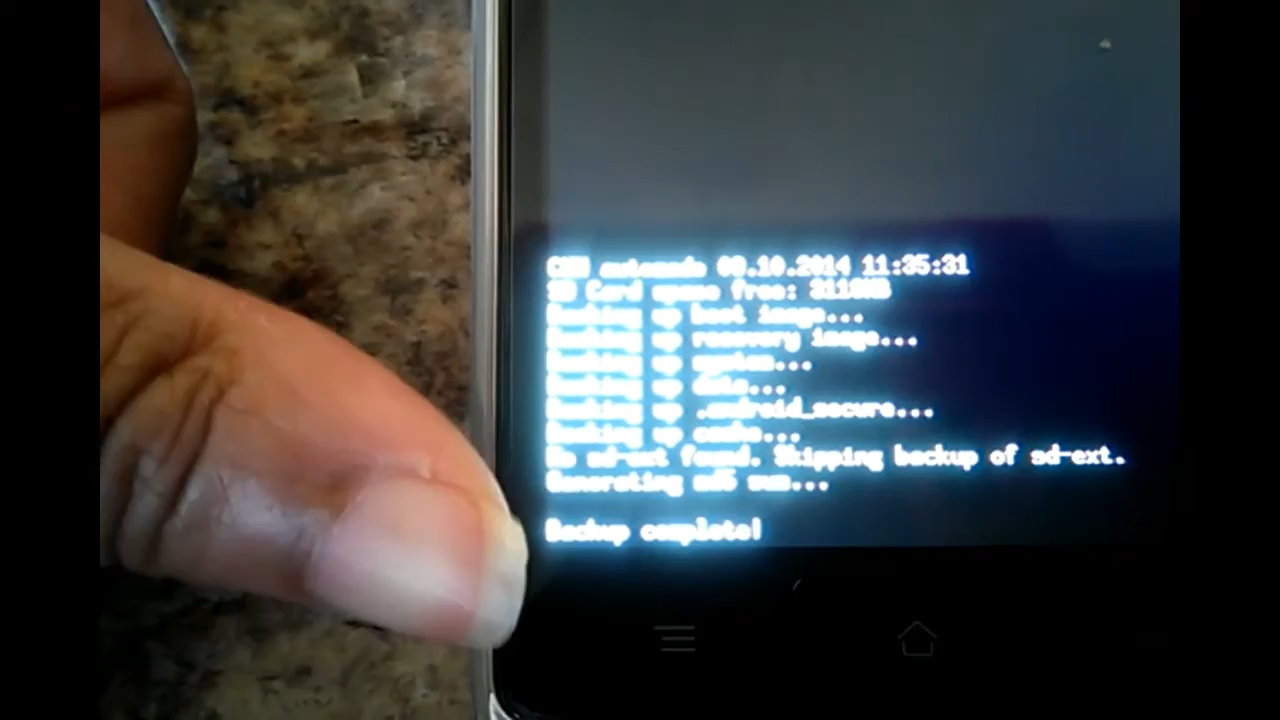 CWM automade 08.10.2014 11:35:31
SD Card space free: 3118MB
Backing up boot image...
Backing up recovery image...
Backing up system...
Backing up data...
Backing up .android_secure...
Backing up cache...
No sd-ext found. Skipping backup of sd-ext.
Generating md5 sum...
Backup complete!